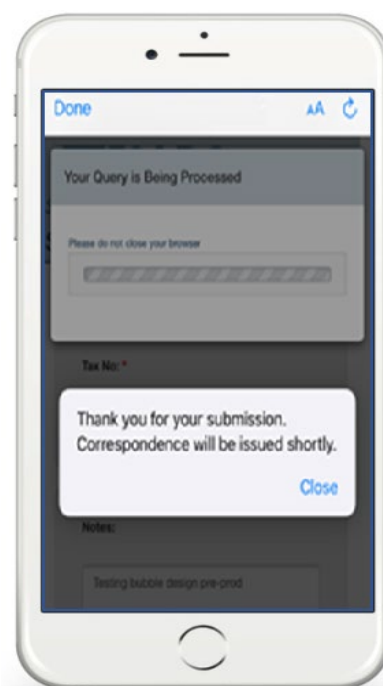 Done
AA
Your Query is Being Processed
Please do not close your browser
Tax No: *
Thank you for your submission.
Correspondence will be issued shortly.
Close
Notes:
Testing bubble design pre-prod